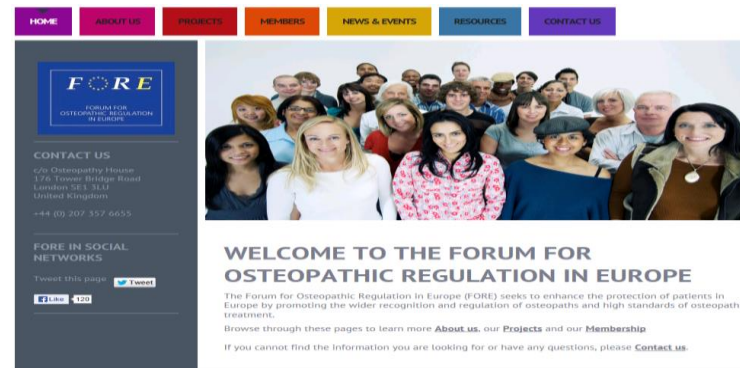 HOME
ABOUT US
PROJECTS
MEMBERS
NEWS & EVENTS
RESOURCES
CONTACT US
FORE
FORUM FOR
OSTEOPATHIC REGULATION
IN EUROPE
CONTACT US
c/o Osteopathy House
176 Tower Bridge Road
London SE1 3LU
United Kingdom
+44 (0) 207 357 6655
FORE IN SOCIAL
NETWORKS
Tweet this page Tweet
Like 120
WELCOME TO THE FORUM FOR
OSTEOPATHIC REGULATION IN EUROPE
The Forum for Osteopathic Regulation in Europe (FORE) seeks to enhance the protection of patients in
Europe by promoting the wider recognition and regulation of osteopaths and high standards of osteopath
treatment.
Browse through these pages to learn more About us, our Projects and our Membership
If you cannot find the information you are looking for or have any questions, please Contact us.